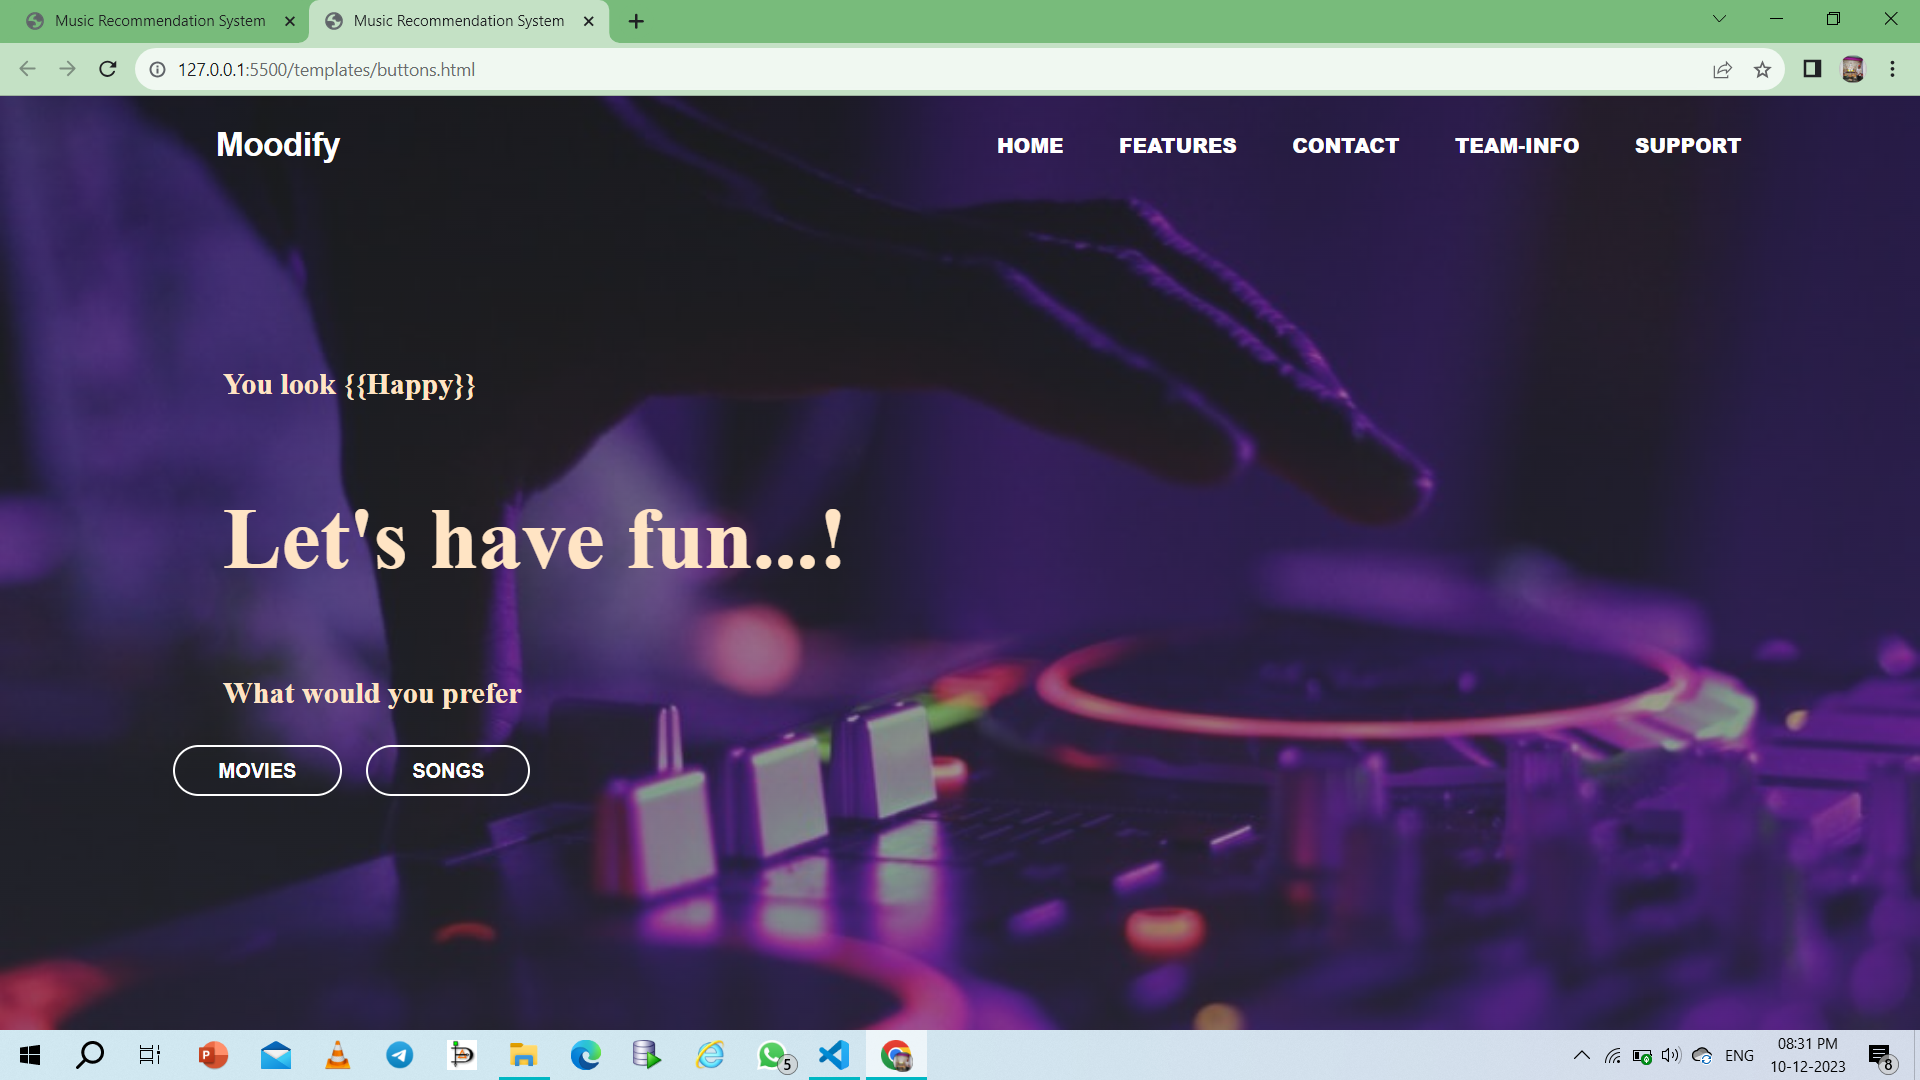 Music Recommendation System
Music Recommendation System
127.0.0.1:5500/templates/buttons.html
Moodify
HOME FEATURES CONTACT TEAM-INFO SUPPORT
You look {{Happy}}
Let's have fun...!
What would you prefer
MOVIES SONGS
5
ENG
08:31 PM
10-12-2023
8